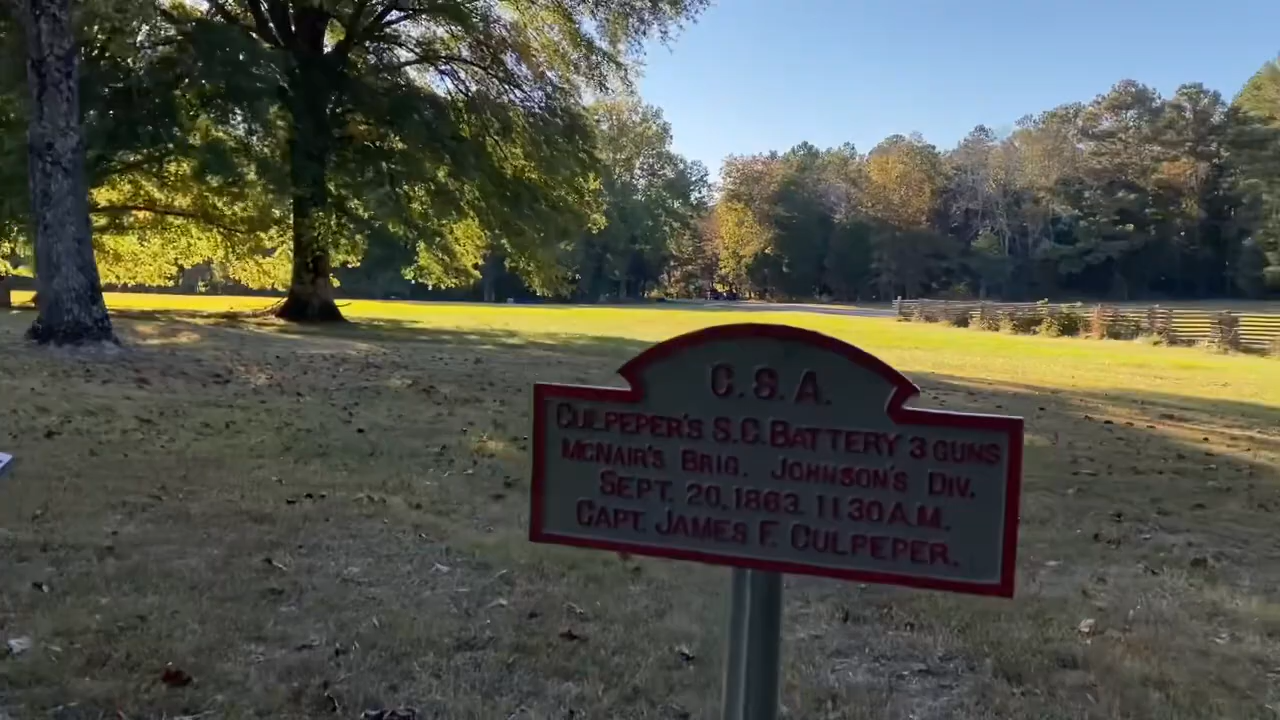 C. S. A.
CULPEPER'S S.C. BATTERY 3 GUNS
MCNAIR'S BRIG. JOHNSON'S DIV.
SEPT. 20, 1863. 11 30 A.M.
CAPT. JAMES F. CULPEPER.